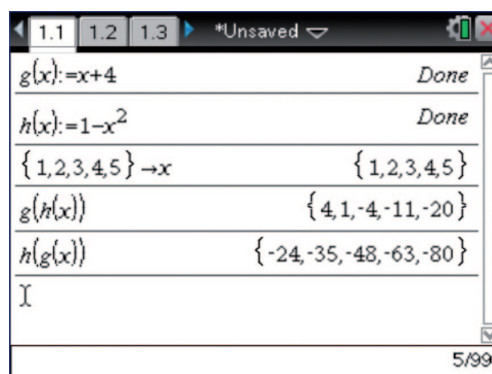 1.1 1.2 1.3 *Unsaved
g(x):=x+4 Done
h(x):=1−x² Done
{1,2,3,4,5}→x {1,2,3,4,5}
g(h(x)) {4,1,-4,-11,-20}
h(g(x)) {-24,-35,-48,-63,-80}
5/99